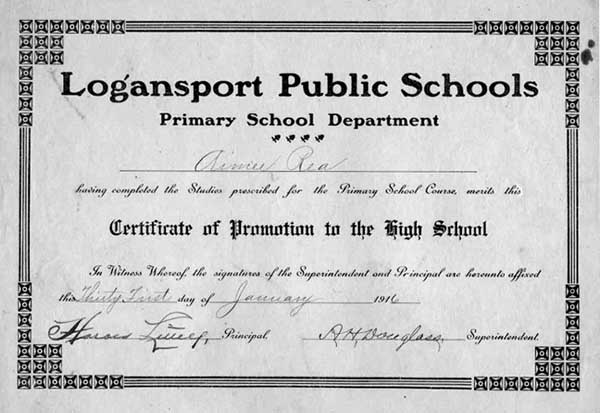 Logansport Public Schools
Primary School Department
Aimee Rea
having completed the Studies prescribed for the Primary School Course, merits this
Certificate of Promotion to the High School
In Witness Whereof, the signatures of the Superintendent and Principal are hereunto affixed
this Thirty First day of January 1916
Principal. A H Douglass, Superintendent.